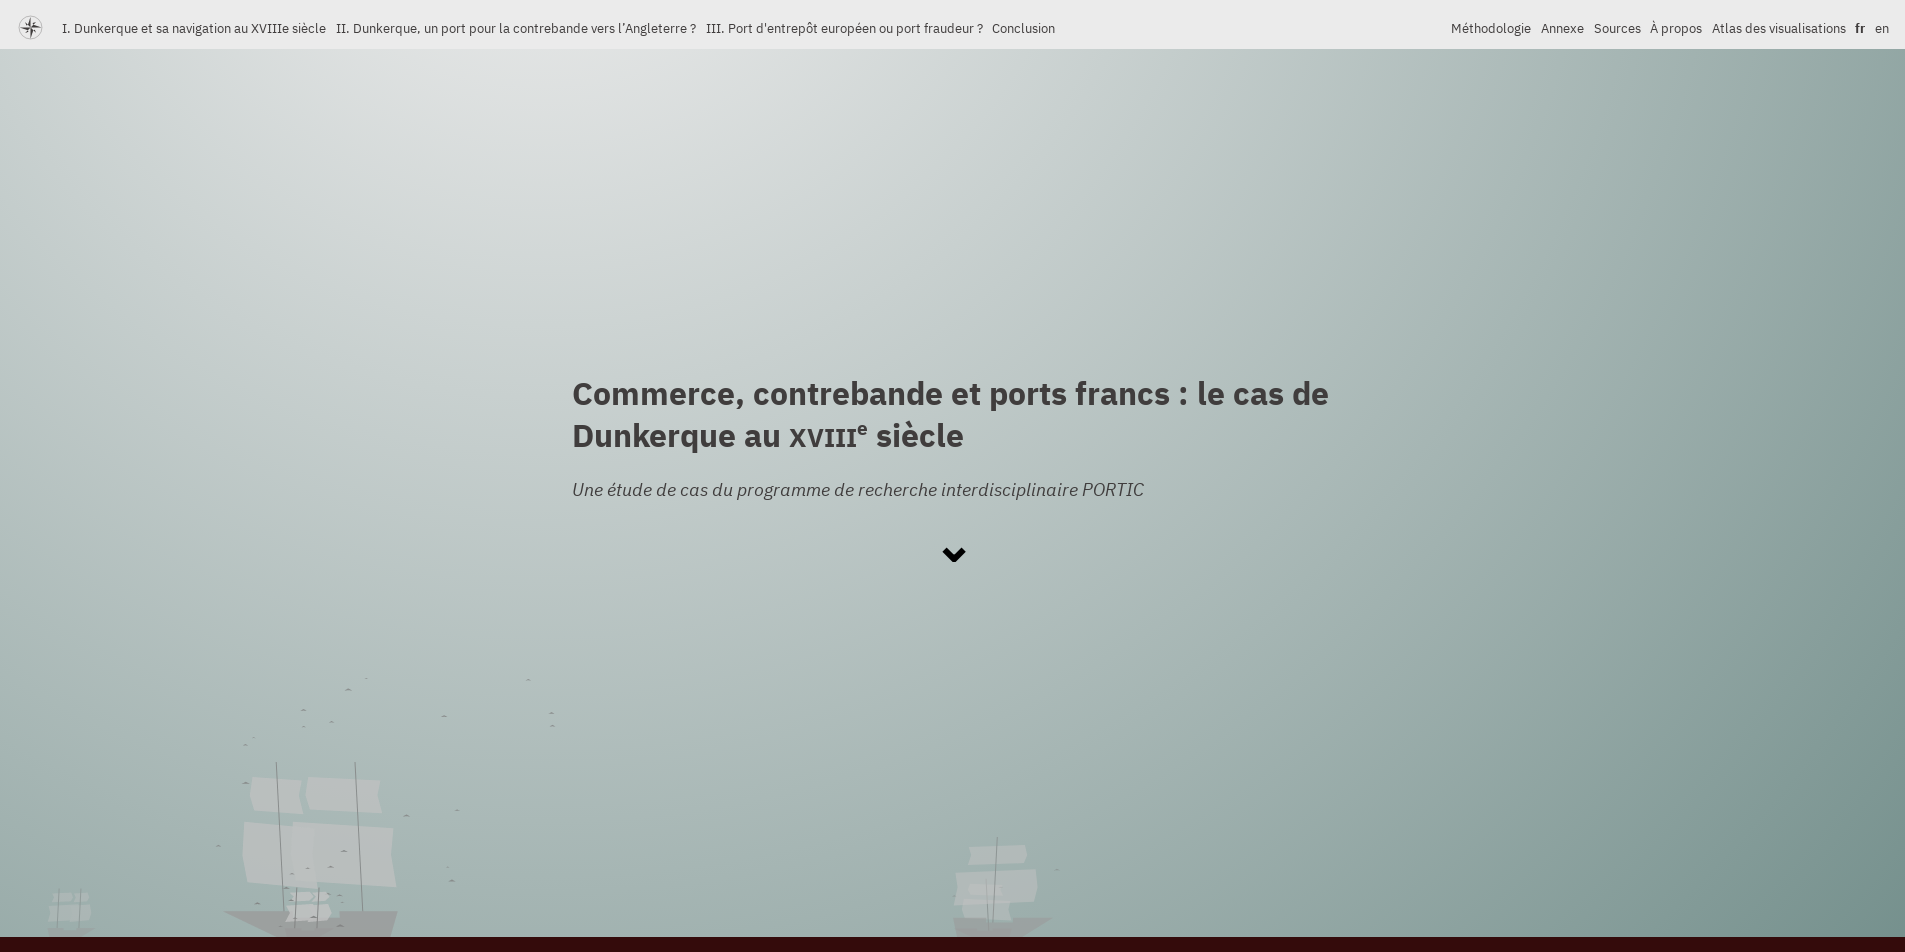 I. Dunkerque et sa navigation au XVIIIe siècle II. Dunkerque, un port pour la contrebande vers l’Angleterre ? III. Port d'entrepôt européen ou port fraudeur ? Conclusion Méthodologie Annexe Sources À propos Atlas des visualisations fr en
Commerce, contrebande et ports francs : le cas de
Dunkerque au XVIIIe siècle
Une étude de cas du programme de recherche interdisciplinaire PORTIC